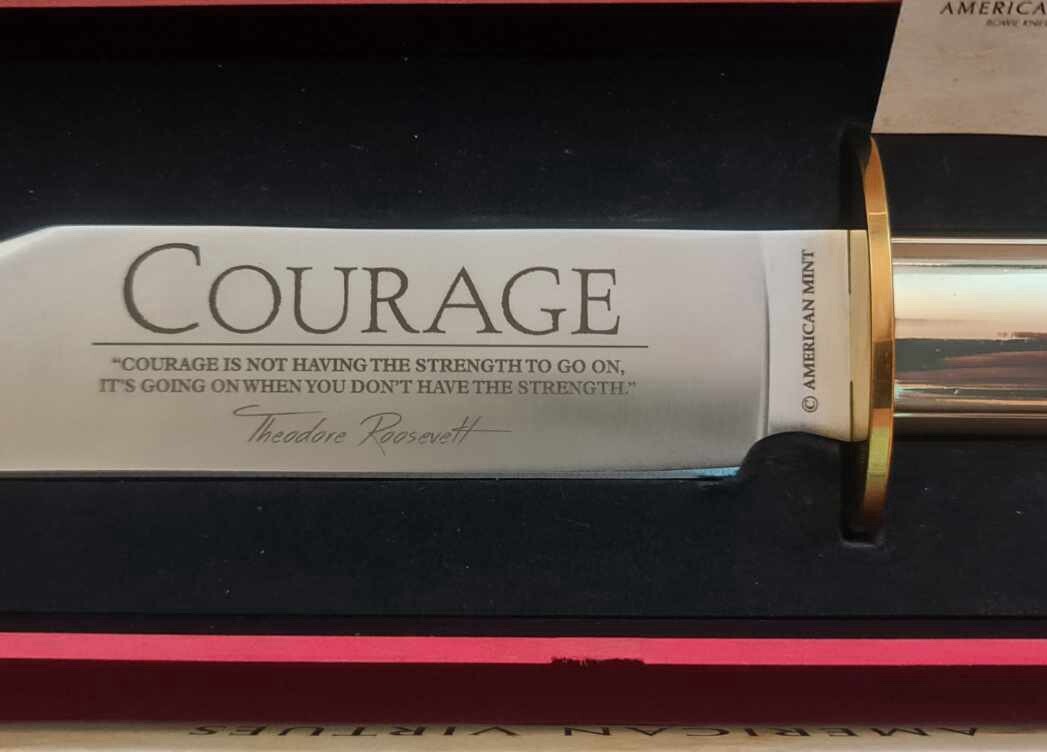 AMERICA
BOWIE KNI
COURAGE
“COURAGE IS NOT HAVING THE STRENGTH TO GO ON,
IT’S GOING ON WHEN YOU DON’T HAVE THE STRENGTH.”
Theodore Roosevelt
© AMERICAN MINT
AMERICAN VIRTUES